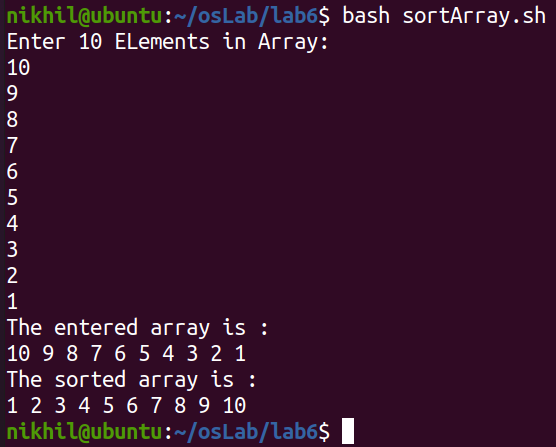 nikhil@ubuntu:~/osLab/lab6$ bash sortArray.sh
Enter 10 ELements in Array:
10
9
8
7
6
5
4
3
2
1
The entered array is :
10 9 8 7 6 5 4 3 2 1
The sorted array is :
1 2 3 4 5 6 7 8 9 10
nikhil@ubuntu:~/osLab/lab6$